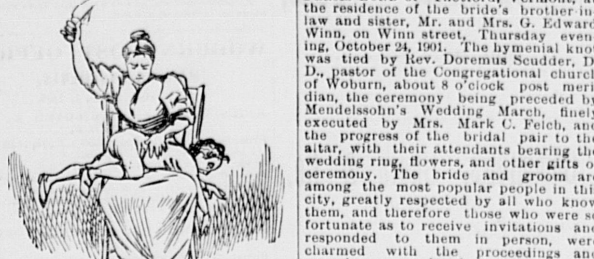 the residence of the bride's brother-in
law and sister, Mr. and Mrs. G. Edward
Winn, on Winn street, Thursday even
ing, October 24, 1901. The hymenial knot
was tied by Rev. Doremus Scudder, D.
D., pastor of the Congregational church
of Woburn, about 8 o'clock post meri
dian, the ceremony being preceded by
Mendelssohn's Wedding March, finely
executed by Mrs. Mark C. Felch, and
the progress of the bridal pair to the
altar, with their attendants bearing the
wedding ring, flowers, and other gifts of
ceremony. The bride and groom are
among the most popular people in this
city, greatly respected by all who know
them, and therefore those who were so
fortunate as to receive invitations and
responded to them in person, were
charmed with the proceedings and